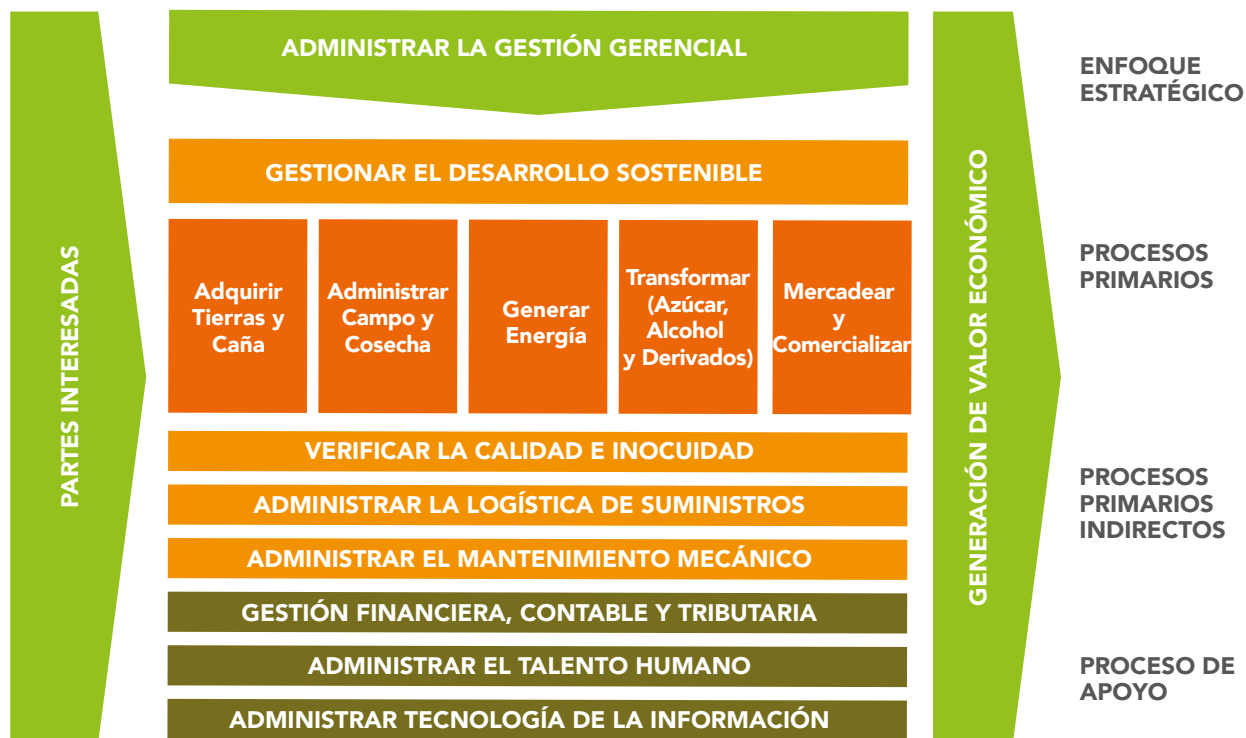 ADMINISTRAR LA GESTIÓN GERENCIAL
ENFOQUE
ESTRATÉGICO
GESTIONAR EL DESARROLLO SOSTENIBLE
PARTES INTERESADAS
Adquirir
Tierras y
Caña
Administrar
Campo y
Cosecha
Generar
Energía
Transformar
(Azúcar,
Alcohol
y Derivados)
Mercadear
y
Comercializar
GENERACIÓN DE VALOR ECONÓMICO
PROCESOS
PRIMARIOS
VERIFICAR LA CALIDAD E INOCUIDAD
ADMINISTRAR LA LOGÍSTICA DE SUMINISTROS
ADMINISTRAR EL MANTENIMIENTO MECÁNICO
PROCESOS
PRIMARIOS
INDIRECTOS
GESTIÓN FINANCIERA, CONTABLE Y TRIBUTARIA
ADMINISTRAR EL TALENTO HUMANO
ADMINISTRAR TECNOLOGÍA DE LA INFORMACIÓN
PROCESO DE
APOYO